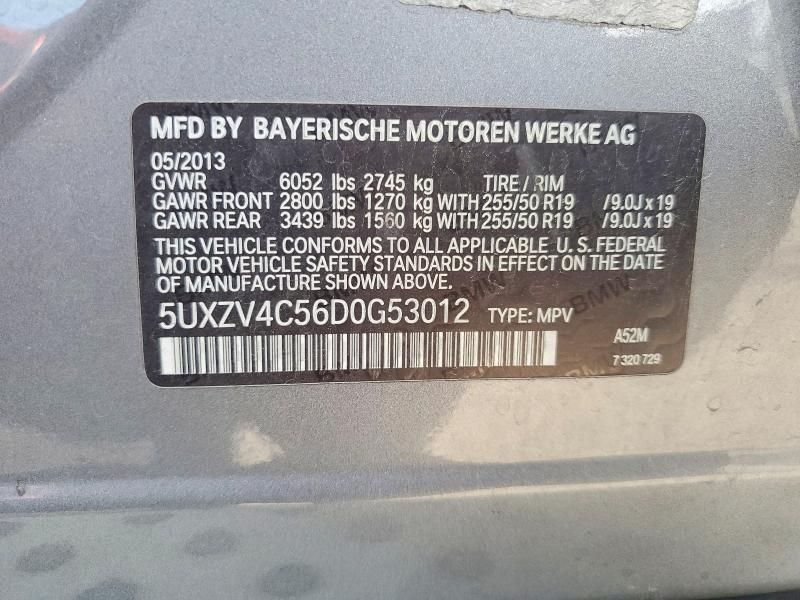 MFD BY BAYERISCHE MOTOREN WERKE AG
05/2013
GVWR 6052 lbs 2745 kg TIRE / RIM
GAWR FRONT 2800 lbs 1270 kg WITH 255/50 R19 /9.0J x 19
GAWR REAR 3439 lbs 1560 kg WITH 255/50 R19 /9.0J x 19
THIS VEHICLE CONFORMS TO ALL APPLICABLE U. S. FEDERAL
MOTOR VEHICLE SAFETY STANDARDS IN EFFECT ON THE DATE
OF MANUFACTURE SHOWN ABOVE.
5UXZV4C56D0G53012 TYPE: MPV
A52M
7 320 729